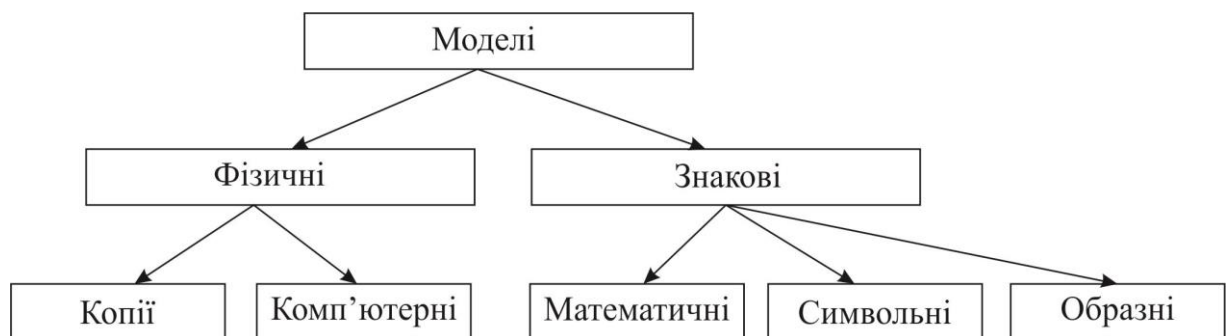 Моделі
Фізичні
Знакові
Копії
Комп’ютерні
Математичні
Символьні
Образні